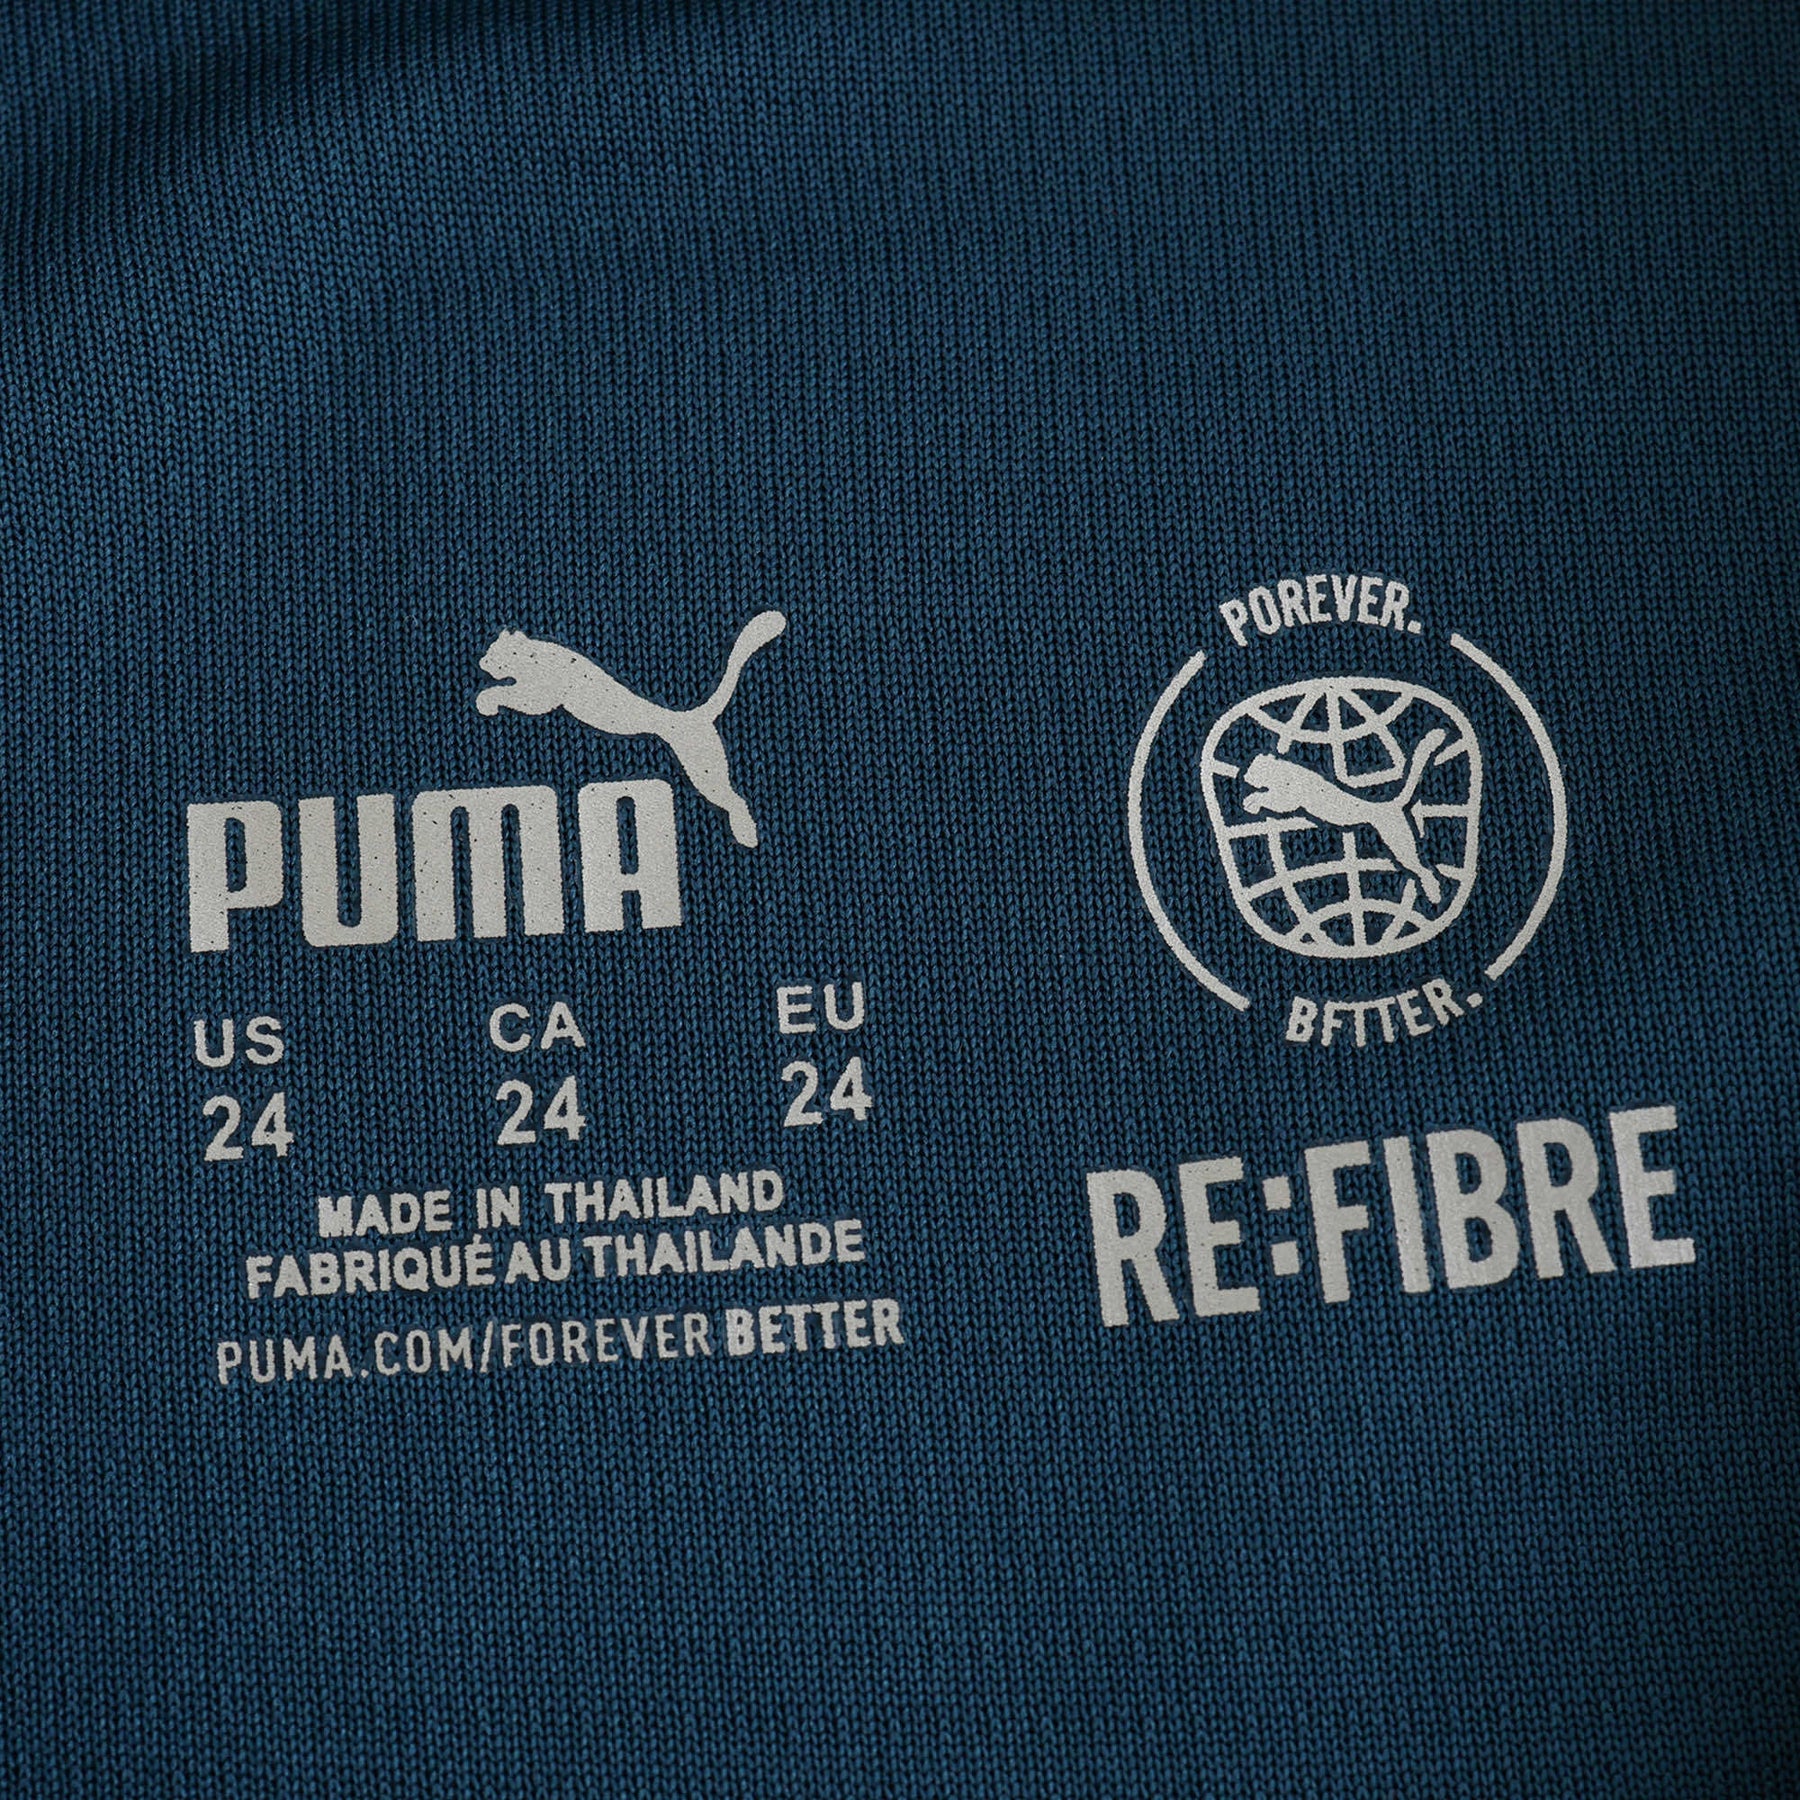 PUMA
US CA EU
24 24 24
MADE IN THAILAND
FABRIQUÉ AU THAILANDE
PUMA.COM/FOREVER BETTER
POREVER.
BFTTER.
RE:FIBRE